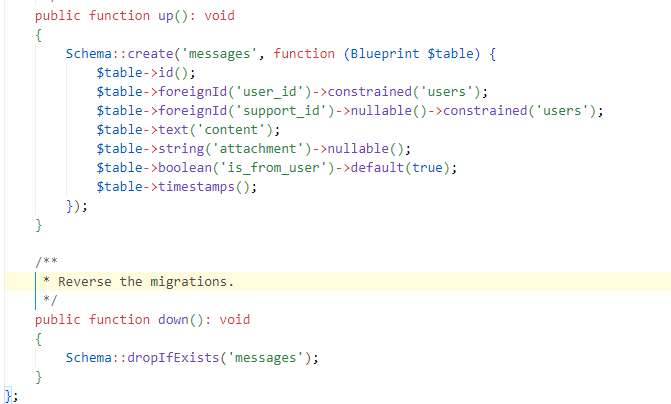 public function up(): void
{
    Schema::create('messages', function (Blueprint $table) {
        $table->id();
        $table->foreignId('user_id')->constrained('users');
        $table->foreignId('support_id')->nullable()->constrained('users');
        $table->text('content');
        $table->string('attachment')->nullable();
        $table->boolean('is_from_user')->default(true);
        $table->timestamps();
    });
}
/**
 * Reverse the migrations.
 */
public function down(): void
{
    Schema::dropIfExists('messages');
}
};